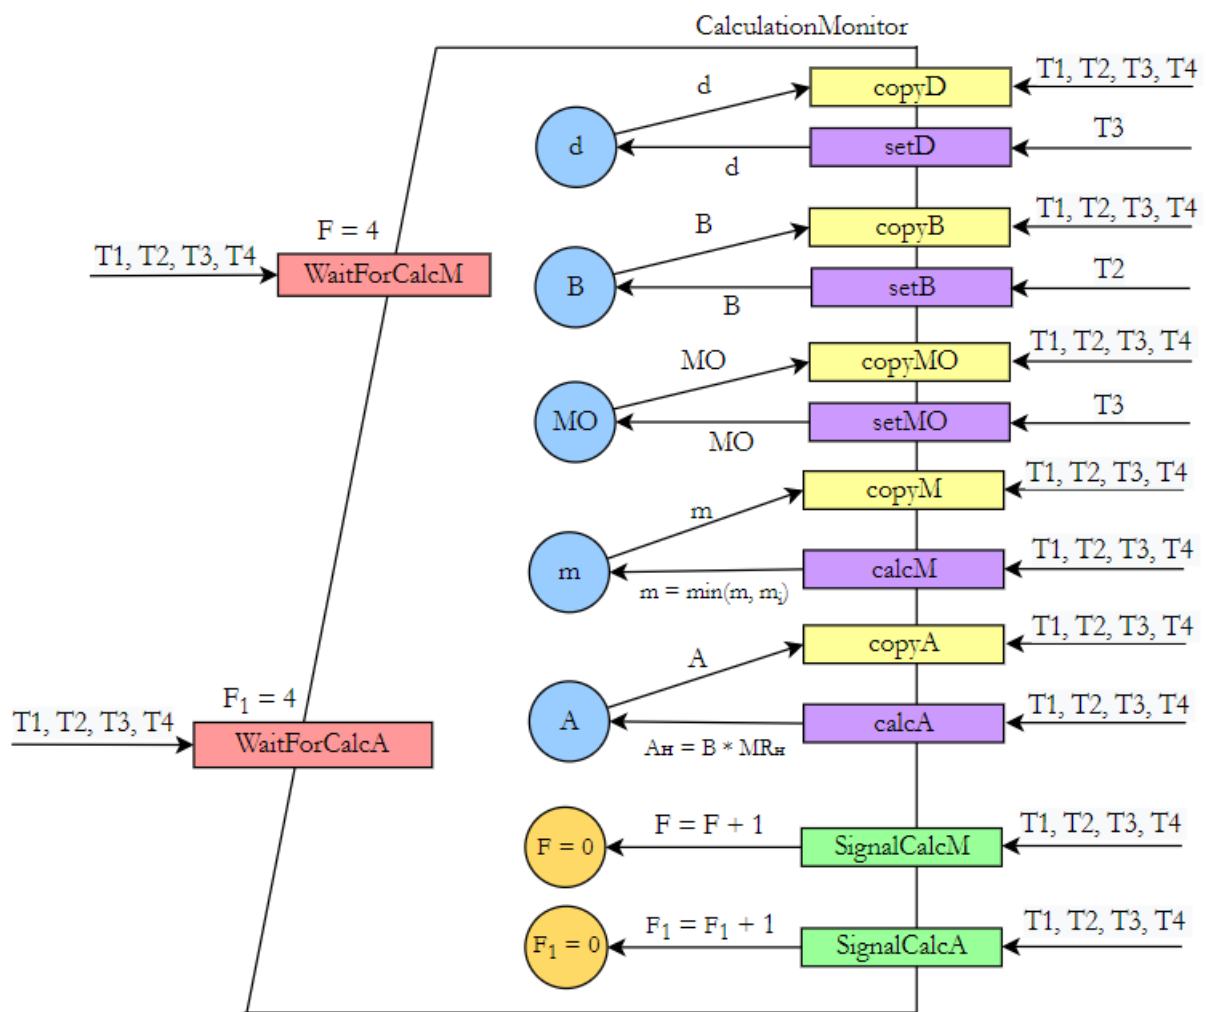 CalculationMonitor
d
copyD
T1, T2, T3, T4
d
setD
T3
d
F = 4
T1, T2, T3, T4
WaitForCalcM
B
copyB
T1, T2, T3, T4
B
setB
T2
B
MO
copyMO
T1, T2, T3, T4
MO
setMO
T3
MO
m
copyM
T1, T2, T3, T4
m
calcM
T1, T2, T3, T4
m = min(m, mᵢ)
A
copyA
T1, T2, T3, T4
F₁ = 4
T1, T2, T3, T4
WaitForCalcA
A
calcA
T1, T2, T3, T4
Aн = B * MRн
F = 0
F = F + 1
SignalCalcM
T1, T2, T3, T4
F₁ = 0
F₁ = F₁ + 1
SignalCalcA
T1, T2, T3, T4